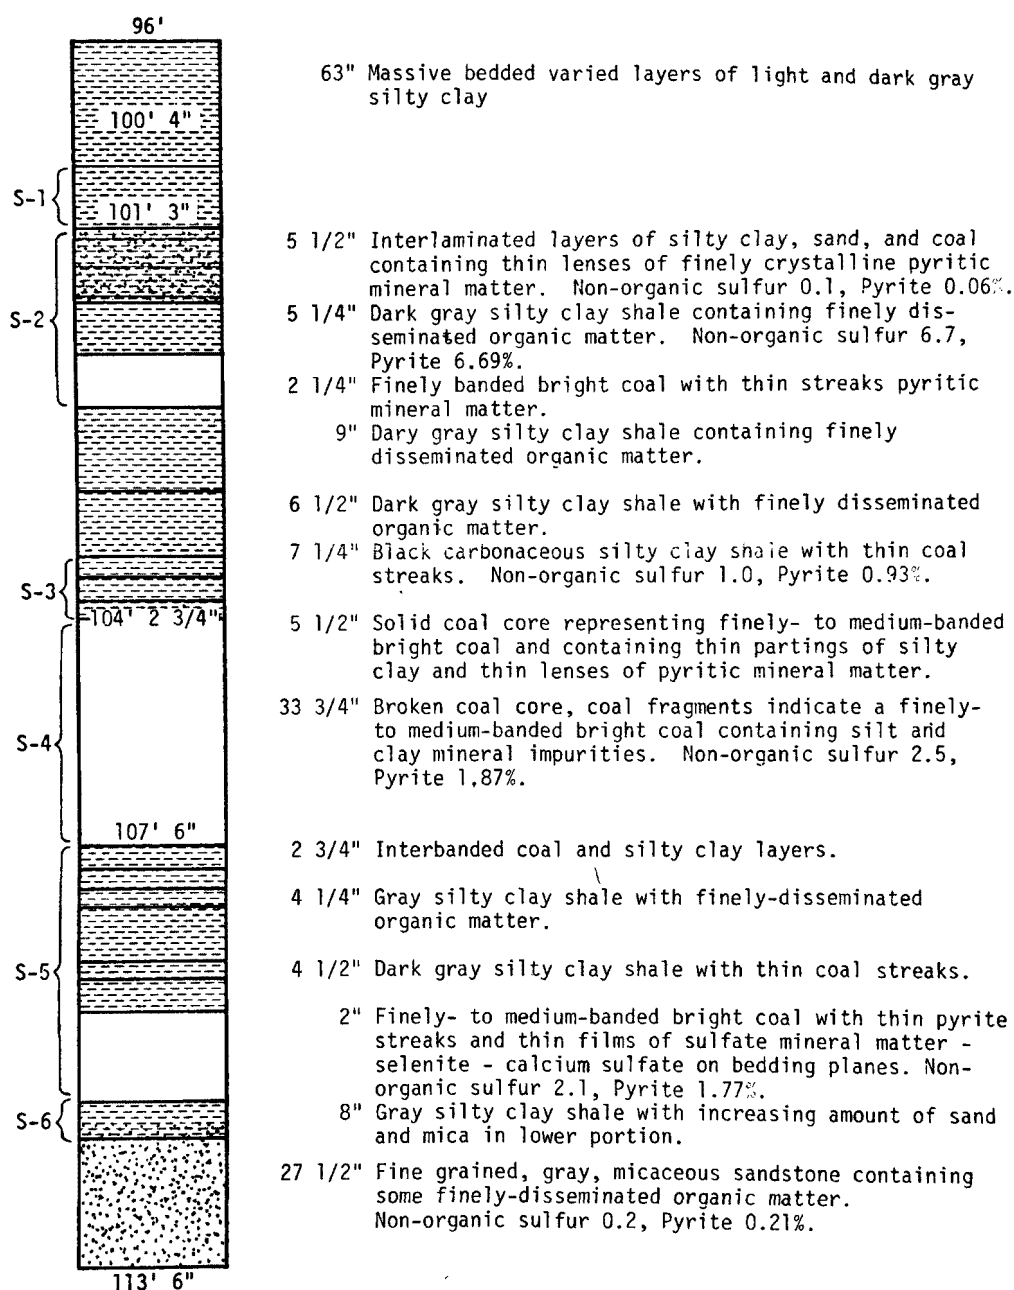 96'
63" Massive bedded varied layers of light and dark gray
silty clay
100' 4"
S-1
101' 3"
5 1/2" Interlaminated layers of silty clay, sand, and coal
containing thin lenses of finely crystalline pyritic
mineral matter. Non-organic sulfur 0.1, Pyrite 0.06%.
S-2
5 1/4" Dark gray silty clay shale containing finely dis-
seminated organic matter. Non-organic sulfur 6.7,
Pyrite 6.69%.
2 1/4" Finely banded bright coal with thin streaks pyritic
mineral matter.
9" Dary gray silty clay shale containing finely
disseminated organic matter.
6 1/2" Dark gray silty clay shale with finely disseminated
organic matter.
7 1/4" Black carbonaceous silty clay shale with thin coal
streaks. Non-organic sulfur 1.0, Pyrite 0.93%.
S-3
104' 2 3/4"
5 1/2" Solid coal core representing finely- to medium-banded
bright coal and containing thin partings of silty
clay and thin lenses of pyritic mineral matter.
33 3/4" Broken coal core, coal fragments indicate a finely-
to medium-banded bright coal containing silt and
clay mineral impurities. Non-organic sulfur 2.5,
Pyrite 1.87%.
S-4
107' 6"
2 3/4" Interbanded coal and silty clay layers.
4 1/4" Gray silty clay shale with finely-disseminated
organic matter.
S-5
4 1/2" Dark gray silty clay shale with thin coal streaks.
2" Finely- to medium-banded bright coal with thin pyrite
streaks and thin films of sulfate mineral matter -
selenite - calcium sulfate on bedding planes. Non-
organic sulfur 2.1, Pyrite 1.77%.
S-6
8" Gray silty clay shale with increasing amount of sand
and mica in lower portion.
27 1/2" Fine grained, gray, micaceous sandstone containing
some finely-disseminated organic matter.
Non-organic sulfur 0.2, Pyrite 0.21%.
113' 6"